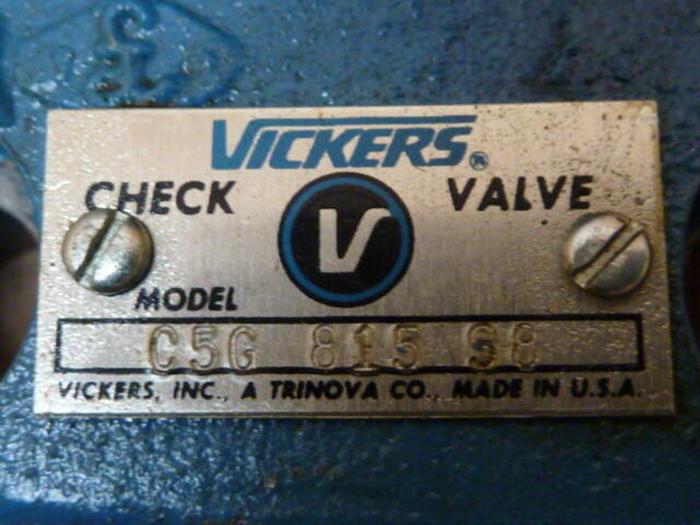 VICKERS®
CHECK VALVE
V
MODEL
C5G 815 S8
VICKERS, INC., A TRINOVA CO., MADE IN U.S.A.